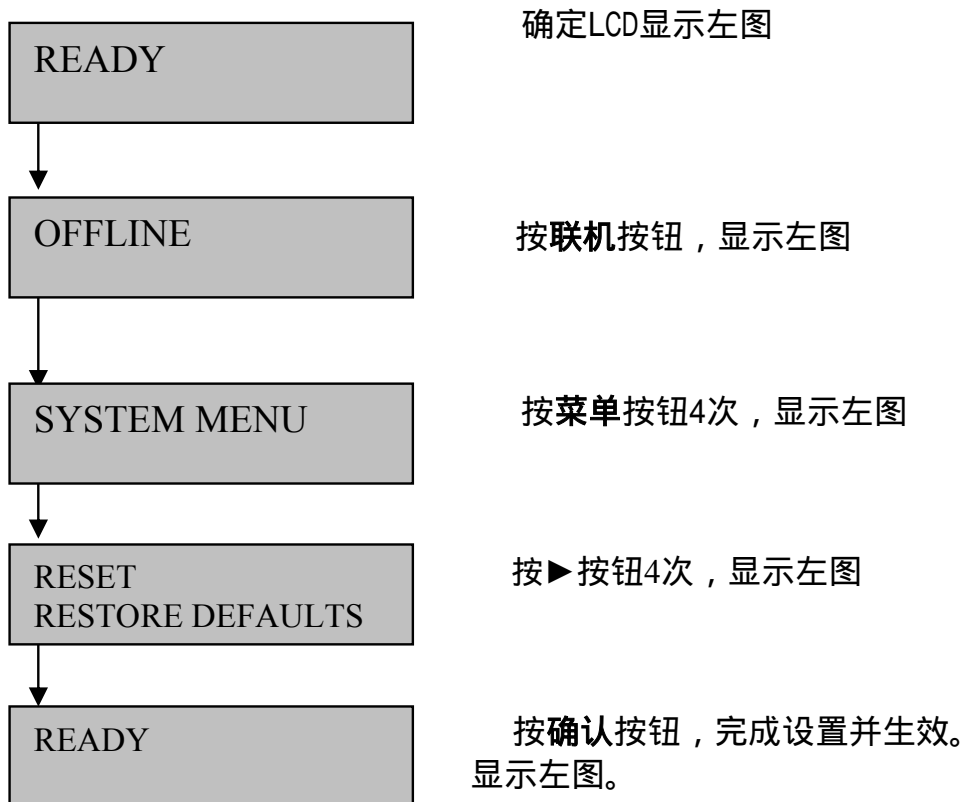 READY
确定LCD显示左图
OFFLINE
按联机按钮，显示左图
SYSTEM MENU
按菜单按钮4次，显示左图
RESET
RESTORE DEFAULTS
按►按钮4次，显示左图
READY
按确认按钮，完成设置并生效。
显示左图。